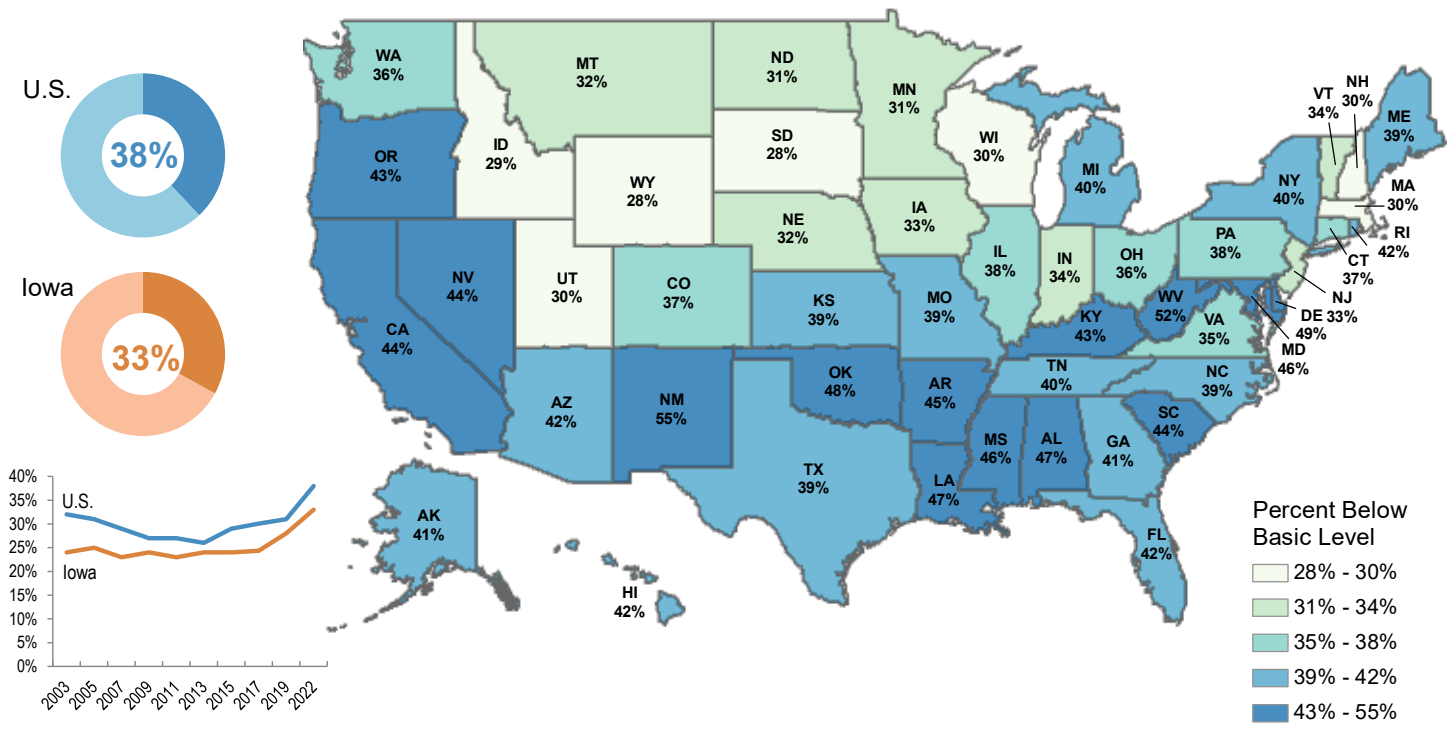 U.S.
38%
Iowa
33%
40%
35%
30%
25%
20%
15%
10%
5%
0%
U.S.
Iowa
2003
2005
2007
2009
2011
2013
2015
2017
2019
2022
WA
36%
MT
32%
ND
31%
MN
31%
VT
34%
NH
30%
ME
39%
OR
43%
ID
29%
SD
28%
WI
30%
WY
28%
MI
40%
NY
40%
MA
30%
RI
42%
CT
37%
NE
32%
IA
33%
PA
38%
NJ
33%
IL
38%
IN
34%
OH
36%
NV
44%
UT
30%
CO
37%
KS
39%
MO
39%
KY
43%
WV
52%
VA
35%
DE
49%
MD
46%
CA
44%
AZ
42%
NM
55%
OK
48%
AR
45%
TN
40%
NC
39%
SC
44%
MS
46%
AL
47%
GA
41%
TX
39%
LA
47%
FL
42%
AK
41%
HI
42%
Percent Below
Basic Level
28% - 30%
31% - 34%
35% - 38%
39% - 42%
43% - 55%